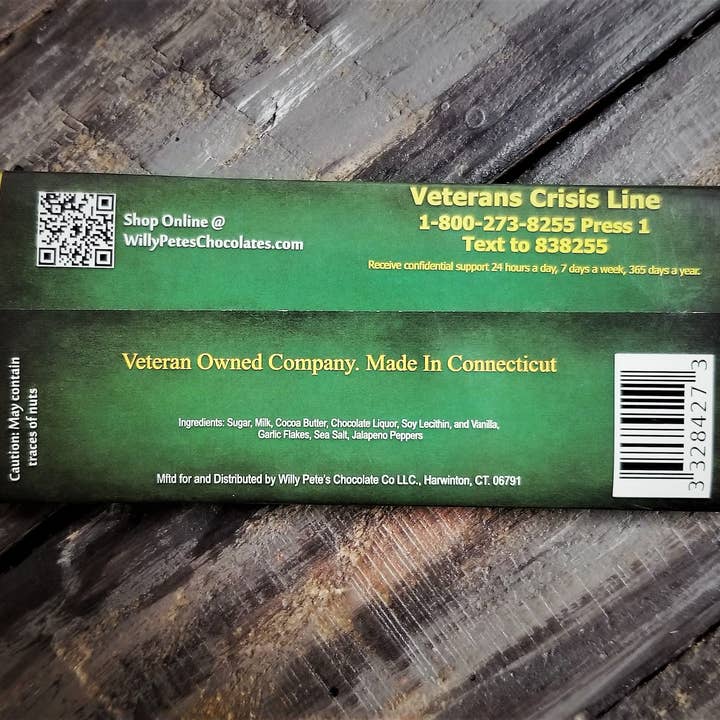 Shop Online @
WillyPetesChocolates.com
Veterans Crisis Line
1-800-273-8255 Press 1
Text to 838255
Receive confidential support 24 hours a day, 7 days a week, 365 days a year.
Caution: May contain
traces of nuts
Veteran Owned Company. Made In Connecticut
Ingredients: Sugar, Milk, Cocoa Butter, Chocolate Liquor, Soy Lecithin, and Vanilla,
Garlic Flakes, Sea Salt, Jalapeno Peppers
Mftd for and Distributed by Willy Pete's Chocolate Co LLC., Harwinton, CT. 06791
3 328427 3